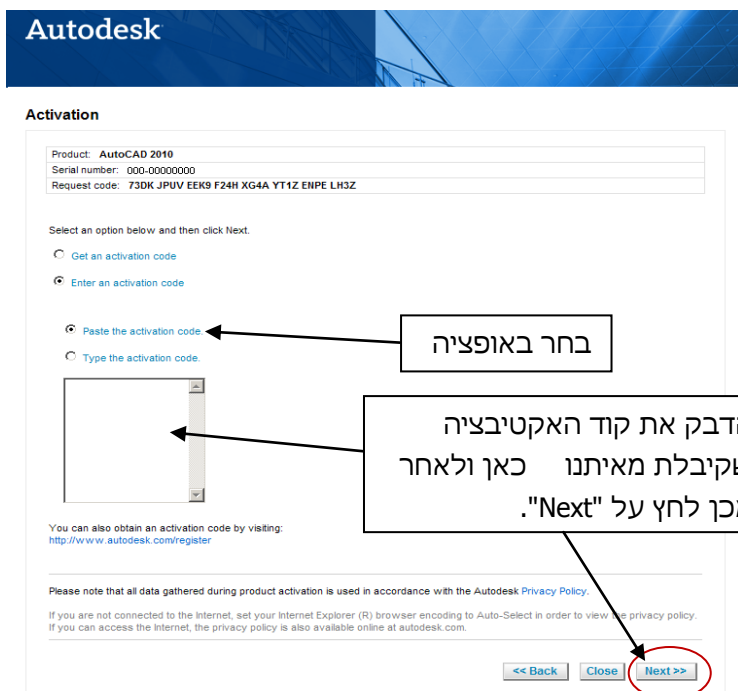 Autodesk
Activation
Product: AutoCAD 2010
Serial number: 000-00000000
Request code: 73DK JPUV EEK9 F24H XG4A YT1Z ENPE LH3Z
Select an option below and then click Next.
Get an activation code
Enter an activation code
Paste the activation code.
בחר באופציה
Type the activation code.
את קוד האקטיבציה
מאיתנו כאן ולאחר
לחץ על "Next".
You can also obtain an activation code by visiting:
http://www.autodesk.com/register
Please note that all data gathered during product activation is used in accordance with the Autodesk Privacy Policy.
If you are not connected to the Internet, set your Internet Explorer (R) browser encoding to Auto-Select in order to view the privacy policy.
If you can access the Internet, the privacy policy is also available online at autodesk.com.
<< Back Close Next >>